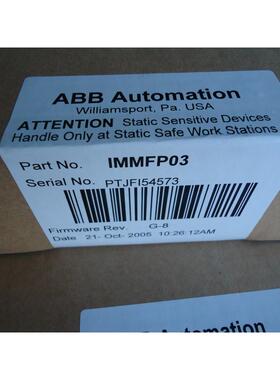 ABB Automation
Williamsport, Pa. USA
ATTENTION Static Sensitive Devices
Handle Only at Static Safe Work Stations
Part No. IMMFP03
Serial No. PTJFI54573
Firmware Rev. G-8
Date 21-Oct-2005 10:26:12AM
Automation